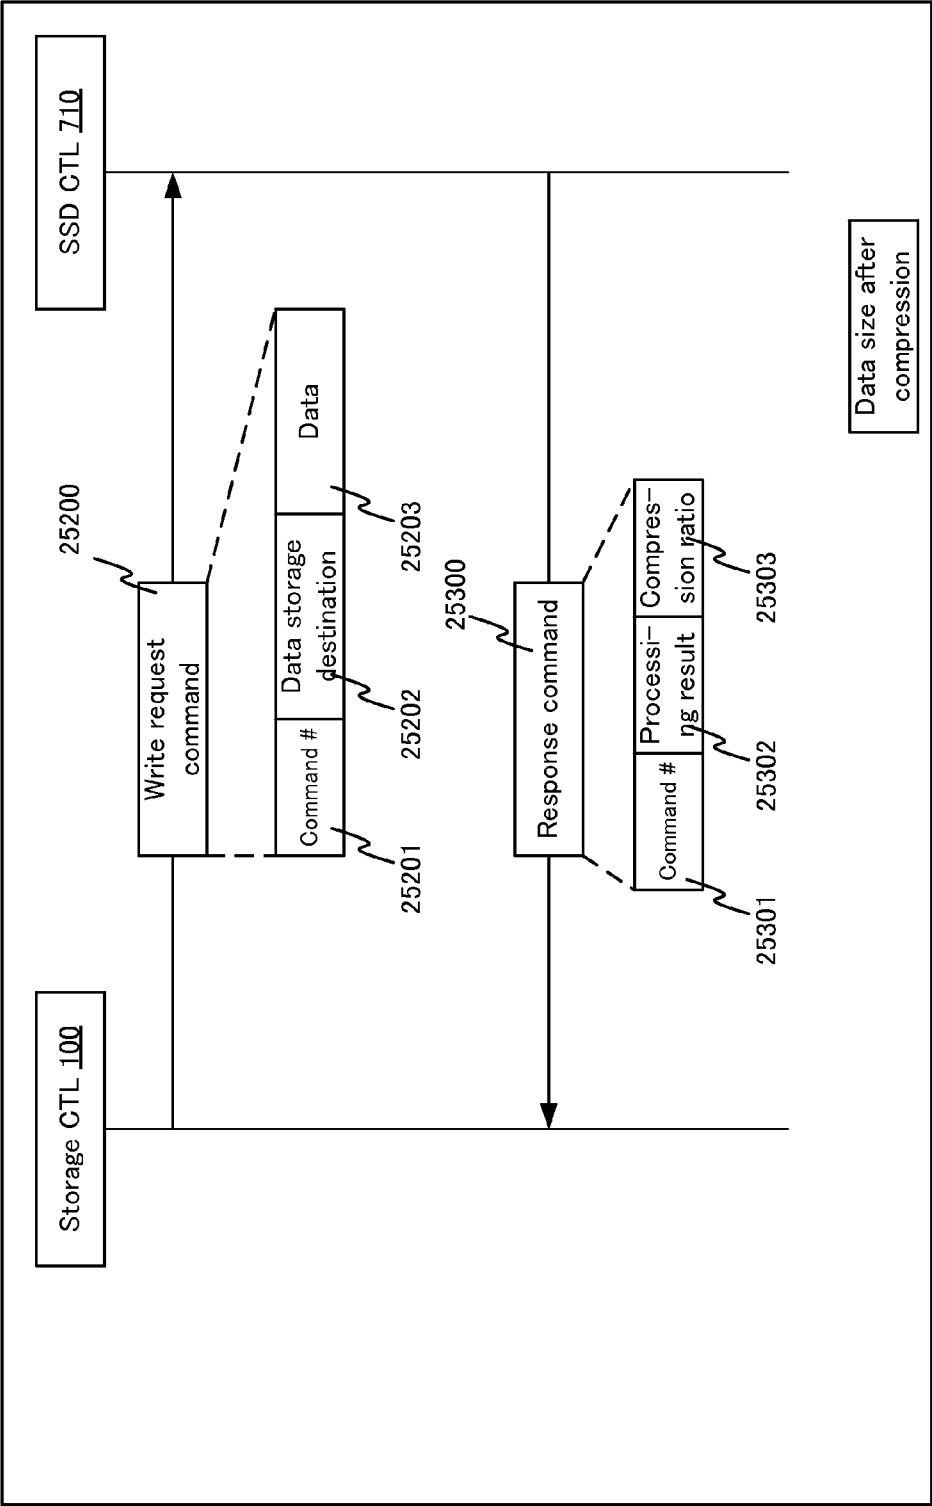 Storage CTL 100
SSD CTL 710
25200
Write request
command
Command #
Data storage
destination
Data
25201
25202
25203
25300
Response command
Command #
Processi-
ng result
Compres-
sion ratio
25301
25302
25303
Data size after
compression